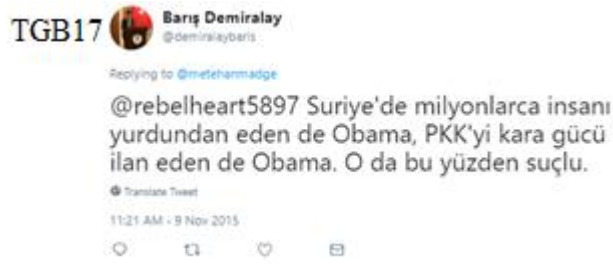 TGB17
Barış Demiralay
@demiralaybaris
Replying to @metehanmadge
@rebelheart5897 Suriye'de milyonlarca insanı
yurdundan eden de Obama, PKK'yi kara gücü
ilan eden de Obama. O da bu yüzden suçlu.
Translate Tweet
11:21 AM - 9 Nov 2015